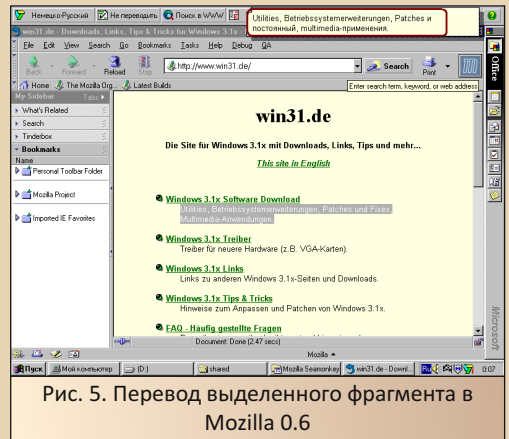 Немецко-Русский
Не переводить
Поиск в WWW
Utilities, Betriebssystemerweiterungen, Patches и
постоянный, multimedia-применения.
win31.de - Downloads, Links, Tips & Tricks fur Windows 3.1x
File Edit View Search Go Bookmarks Tasks Help Debug QA
Back
Forward
Reload
Stop
http://www.win31.de/
Search
Print
Home
The Mozilla Org...
Latest Builds
Enter search term, keyword, or web address
Office
My Sidebar
Tabs
What's Related
Search
Tinderbox
Bookmarks
Name
Personal Toolbar Folder
Mozilla Project
Imported IE Favorites
win31.de
Die Site für Windows 3.1x mit Downloads, Links, Tips und mehr...
This site in English
Windows 3.1x Software Download
Utilities, Betriebssystemerweiterungen, Patches und Fixes,
Multimedia-Anwendungen.
Windows 3.1x Treiber
Treiber für neuere Hardware (z.B. VGA-Karten).
Windows 3.1x Links
Links zu anderen Windows 3.1x-Seiten und Downloads.
Windows 3.1x Tips & Tricks
Hinweise zum Anpassen und Patchen von Windows 3.1x.
FAQ - Häufig gestellte Fragen
Microsoft
Document: Done (2.47 secs)
Mozilla
Пуск
Мой компьютер
(D:)
shared
Mozilla Seamonkey
win31.de - Downl...
Ru
0:07
Рис. 5. Перевод выделенного фрагмента в
Mozilla 0.6